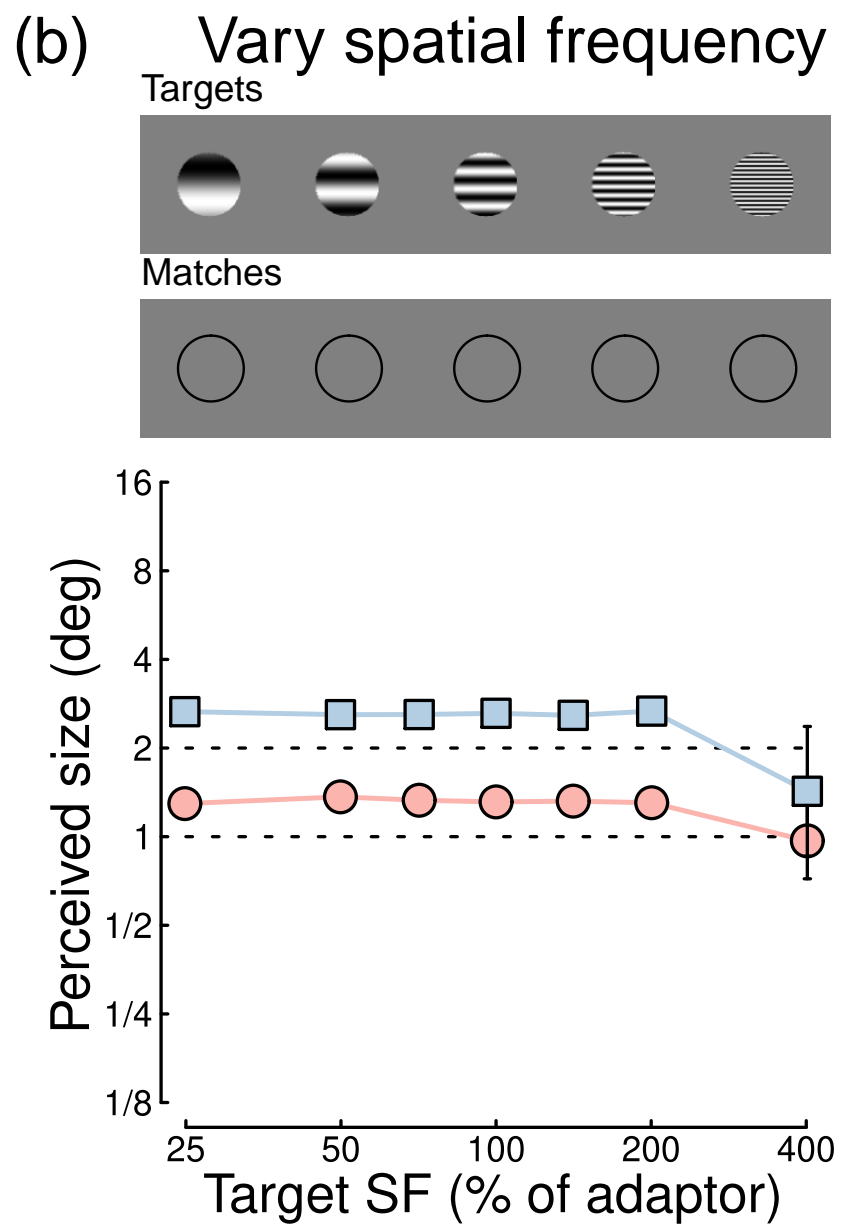 (b) Vary spatial frequency
Targets
Matches
16
8
4
2
1
1/2
1/4
1/8
Perceived size (deg)
25 50 100 200 400
Target SF (% of adaptor)